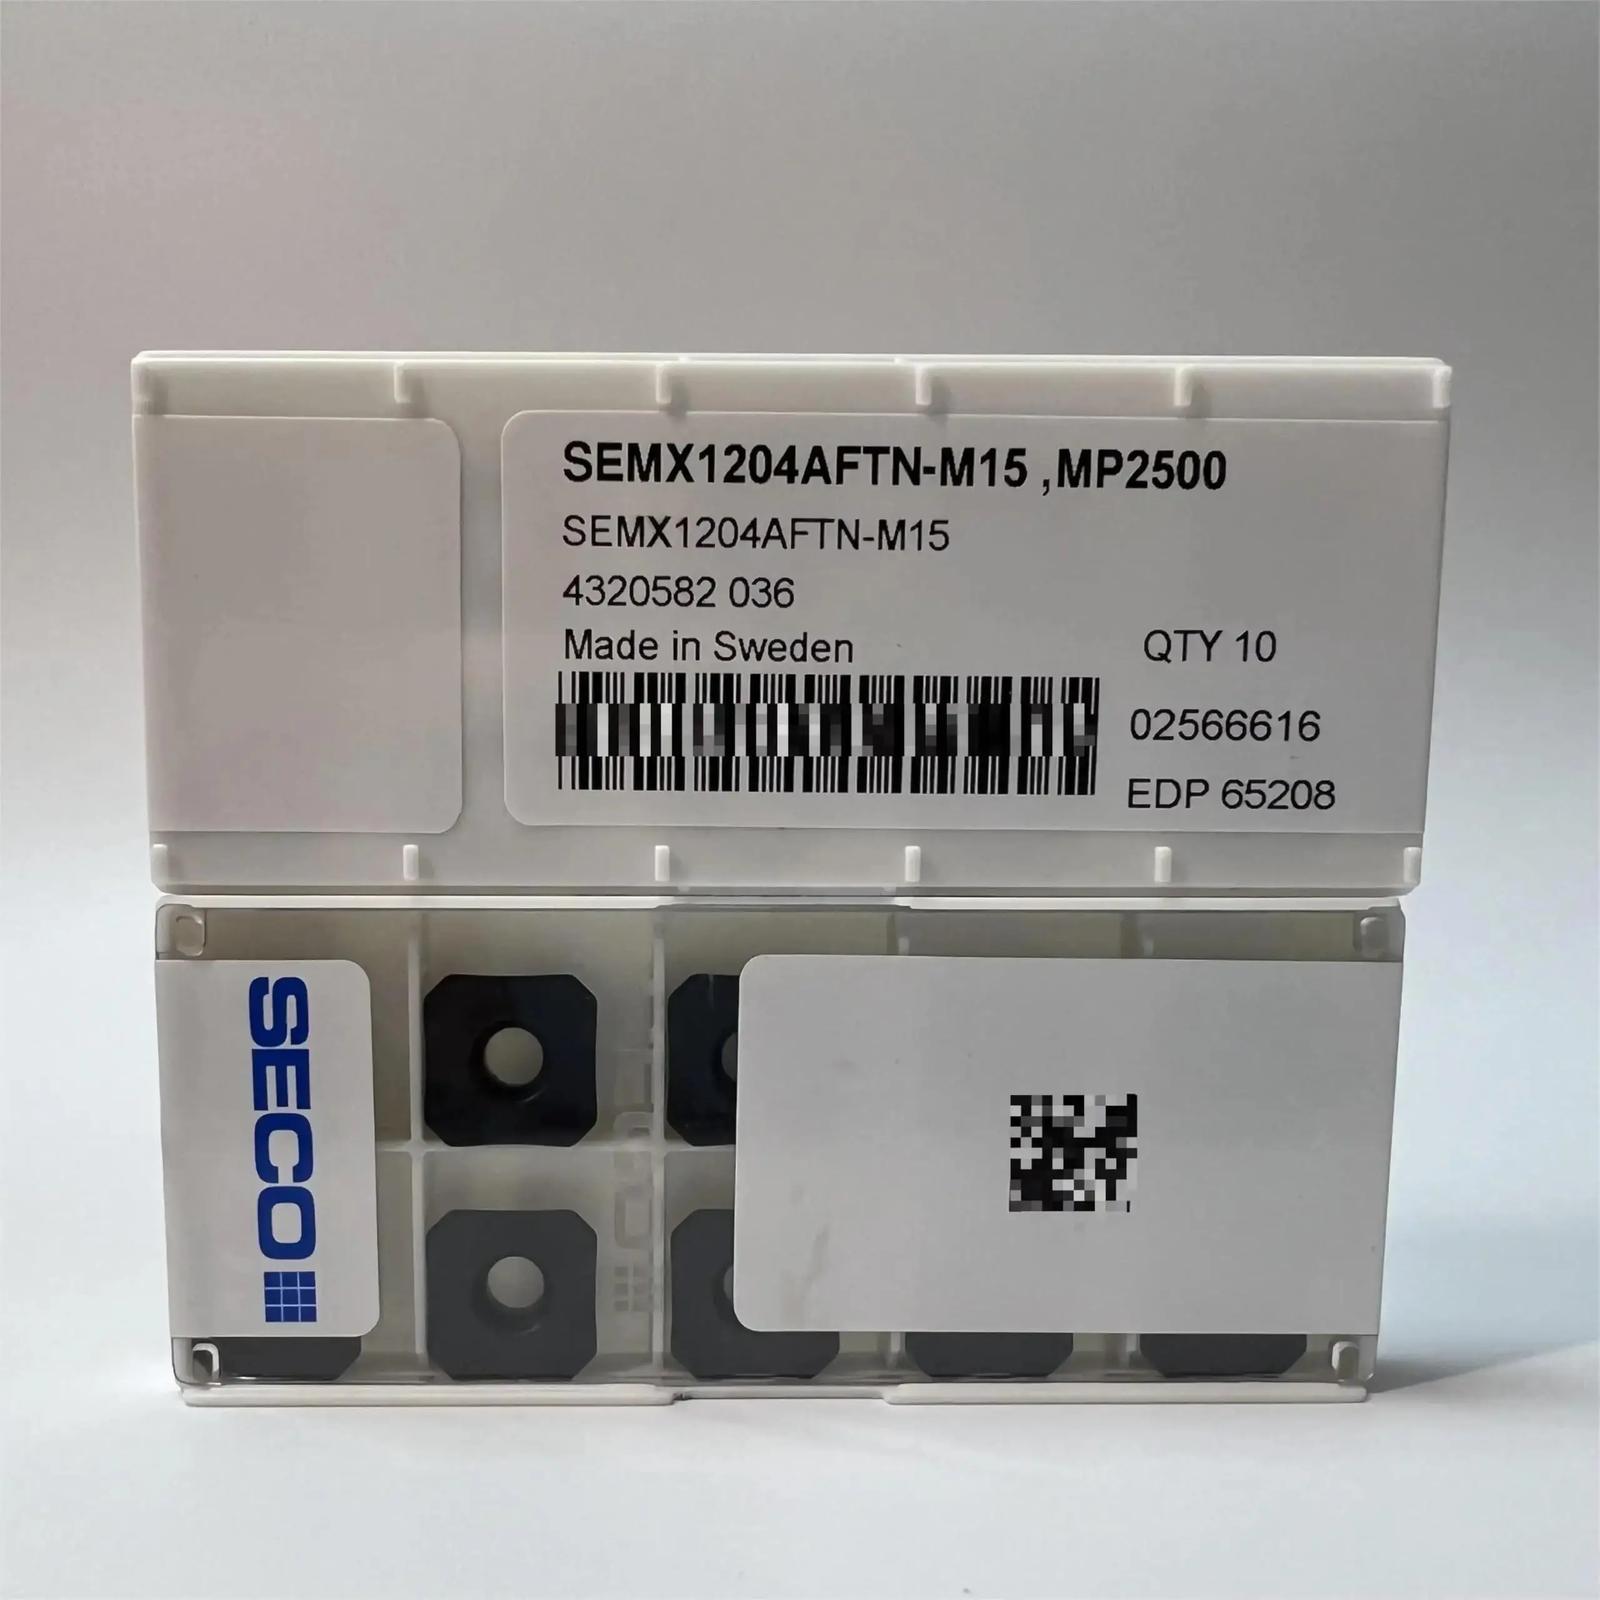 SEMX1204AFTN-M15 ,MP2500
SEMX1204AFTN-M15
4320582 036
Made in Sweden
QTY 10
02566616
EDP 65208
SECO